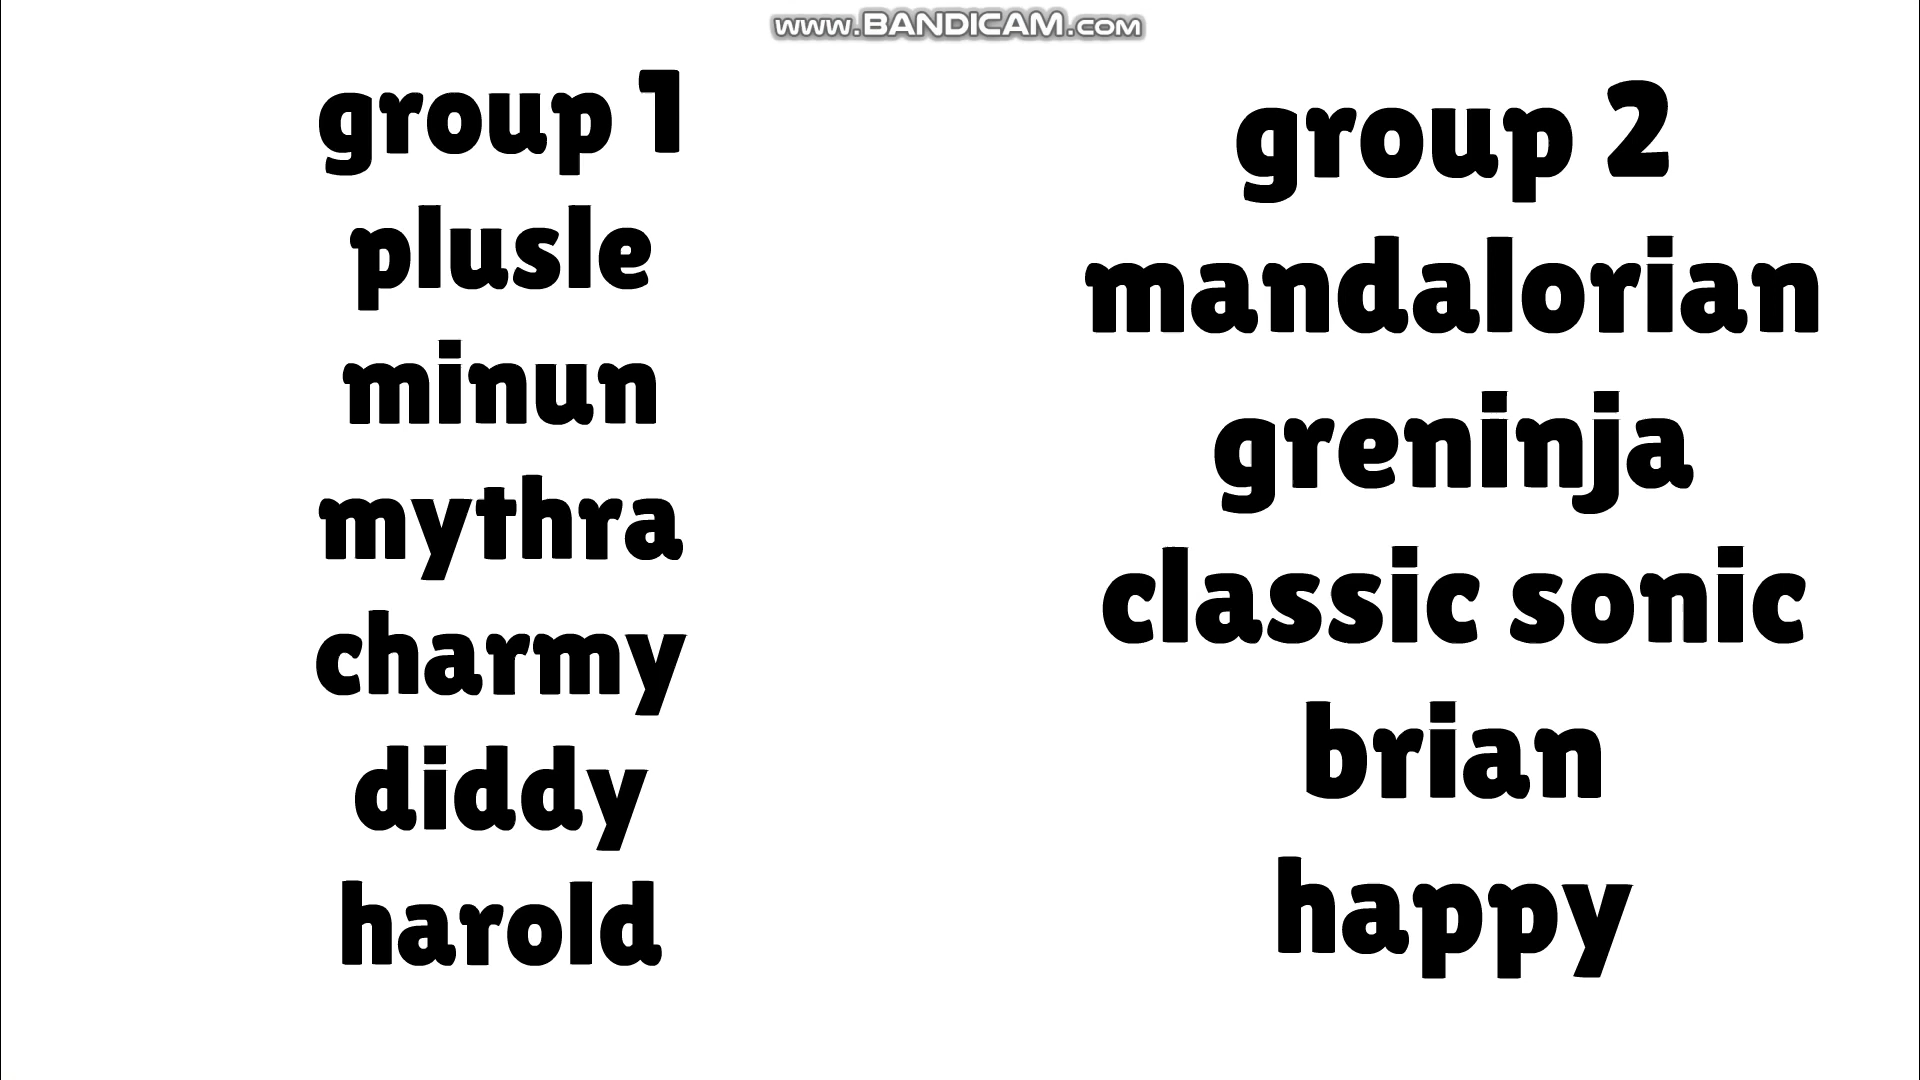 www.BANDICAM.com
group 1
plusle
minun
mythra
charmy
diddy
harold
group 2
mandalorian
greninja
classic sonic
brian
happy